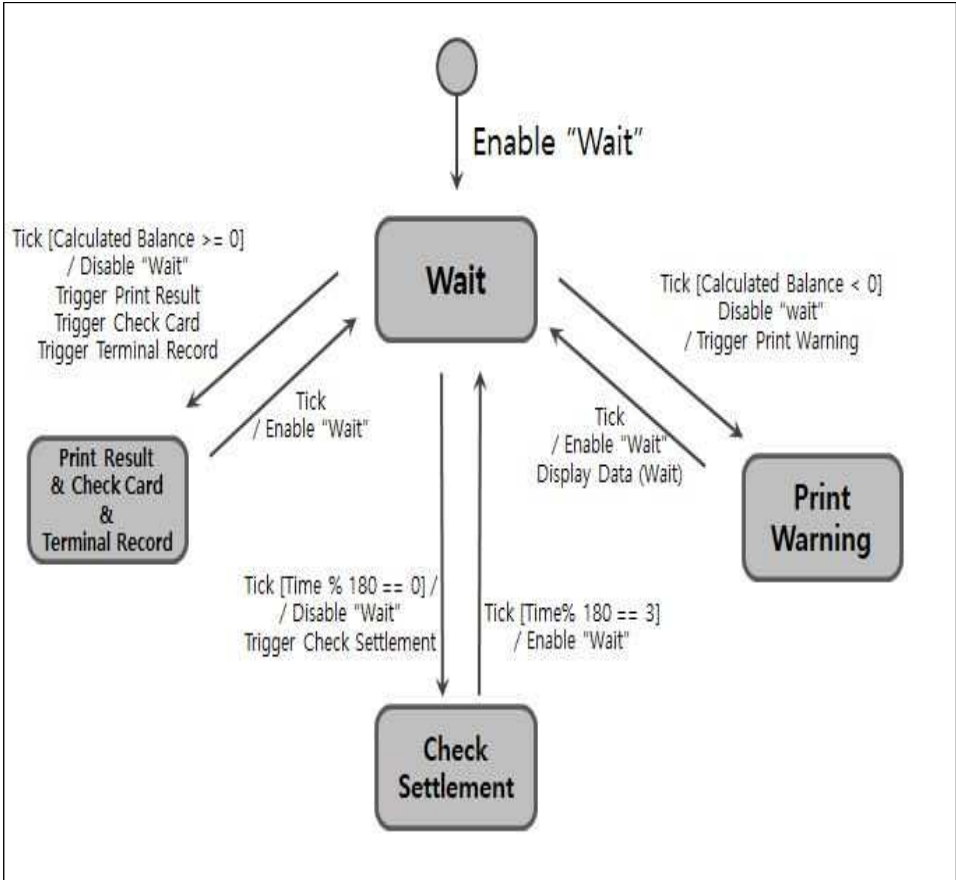 Enable “Wait”
Wait
Tick [Calculated Balance >= 0]
/ Disable “Wait”
Trigger Print Result
Trigger Check Card
Trigger Terminal Record
Tick [Calculated Balance < 0]
Disable “wait”
/ Trigger Print Warning
Tick
/ Enable “Wait”
Tick
/ Enable “Wait”
Display Data (Wait)
Print Result
& Check Card
&
Terminal Record
Print
Warning
Tick [Time % 180 == 0] /
/ Disable “Wait”
Trigger Check Settlement
Tick [Time% 180 == 3]
/ Enable “Wait”
Check
Settlement